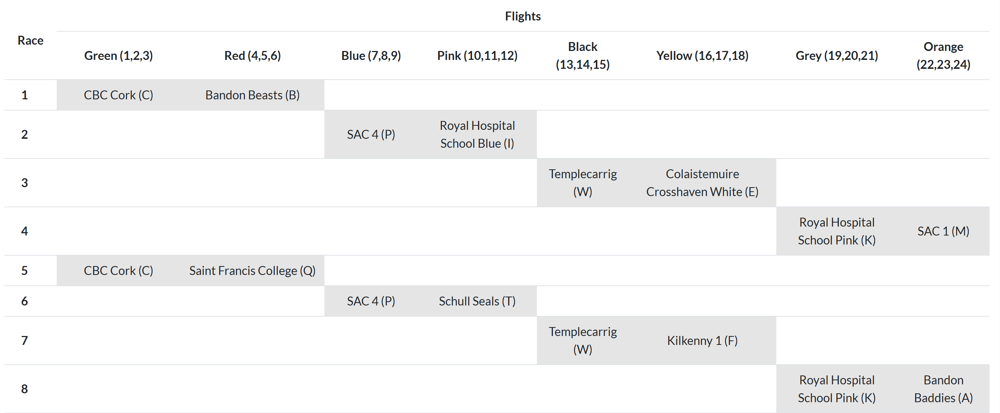 Flights
Race
Green (1,2,3) Red (4,5,6) Blue (7,8,9) Pink (10,11,12) Black (13,14,15) Yellow (16,17,18) Grey (19,20,21) Orange (22,23,24)
1 CBC Cork (C) Bandon Beasts (B)
2 SAC 4 (P) Royal Hospital School Blue (I)
3 Templecarrig (W) Colaistemuire Crosshaven White (E)
4 Royal Hospital School Pink (K) SAC 1 (M)
5 CBC Cork (C) Saint Francis College (Q)
6 SAC 4 (P) Schull Seals (T)
7 Templecarrig (W) Kilkenny 1 (F)
8 Royal Hospital School Pink (K) Bandon Baddies (A)